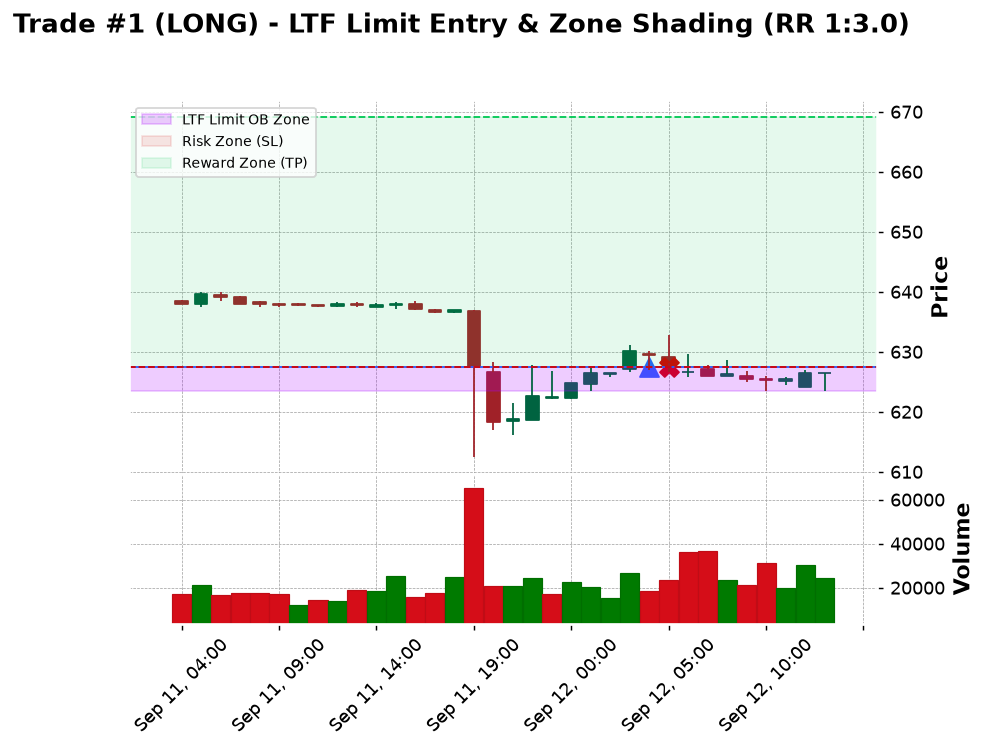 Trade #1 (LONG) - LTF Limit Entry & Zone Shading (RR 1:3.0)
LTF Limit OB Zone
Risk Zone (SL)
Reward Zone (TP)
670
660
650
640
630
620
610
Price
60000
40000
20000
Volume
Sep 11, 04:00
Sep 11, 09:00
Sep 11, 14:00
Sep 11, 19:00
Sep 12, 00:00
Sep 12, 05:00
Sep 12, 10:00